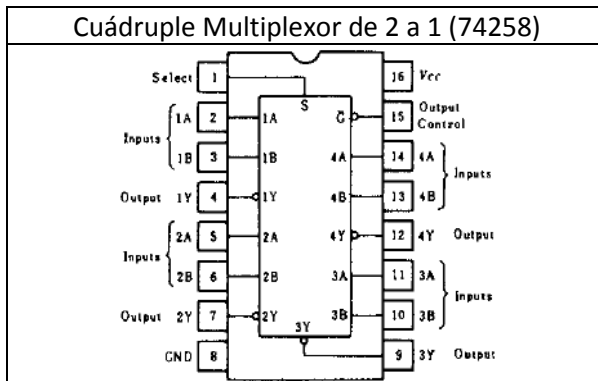 Cuádruple Multiplexor de 2 a 1 (74258)
Select 1 16 Vcc
S
1A 2 1A G̅ 15 Output Control
Inputs
1B 3 1B 4A 14 4A
Inputs
Output 1Y 4 1Y 4B 13 4B
2A 5 2A 4Y 12 4Y Output
Inputs
2B 6 2B 3A 11 3A
Inputs
Output 2Y 7 2Y 3B 10 3B
3Y
GND 8 9 3Y Output